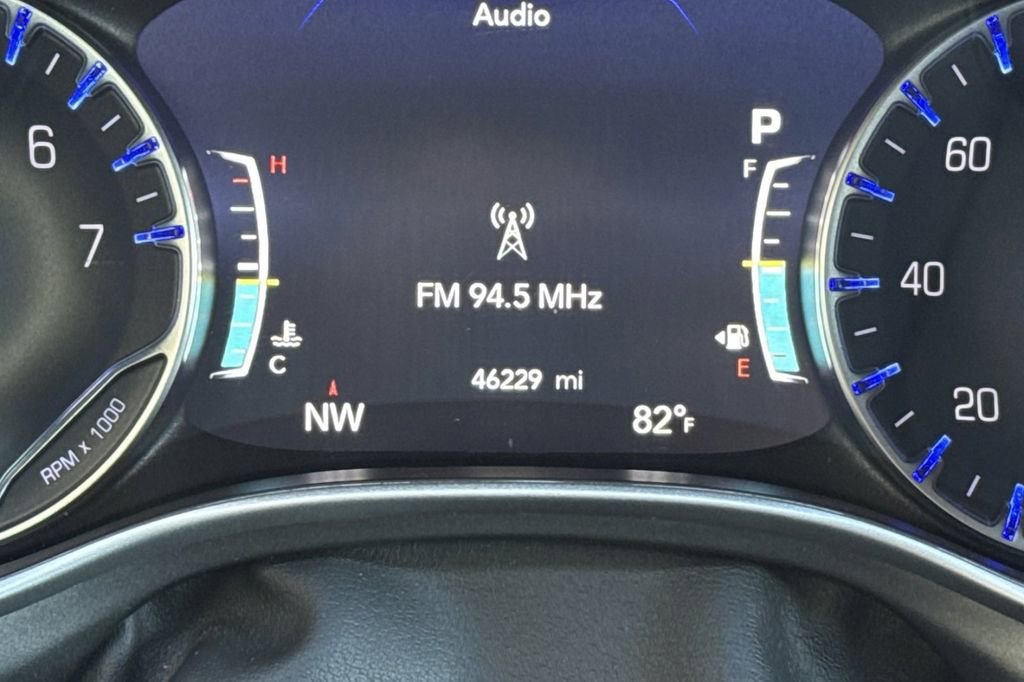 Audio
P
H
F
6
60
7
40
FM 94.5 MHz
C
E
46229 mi
20
NW
82°F
RPM x 1000